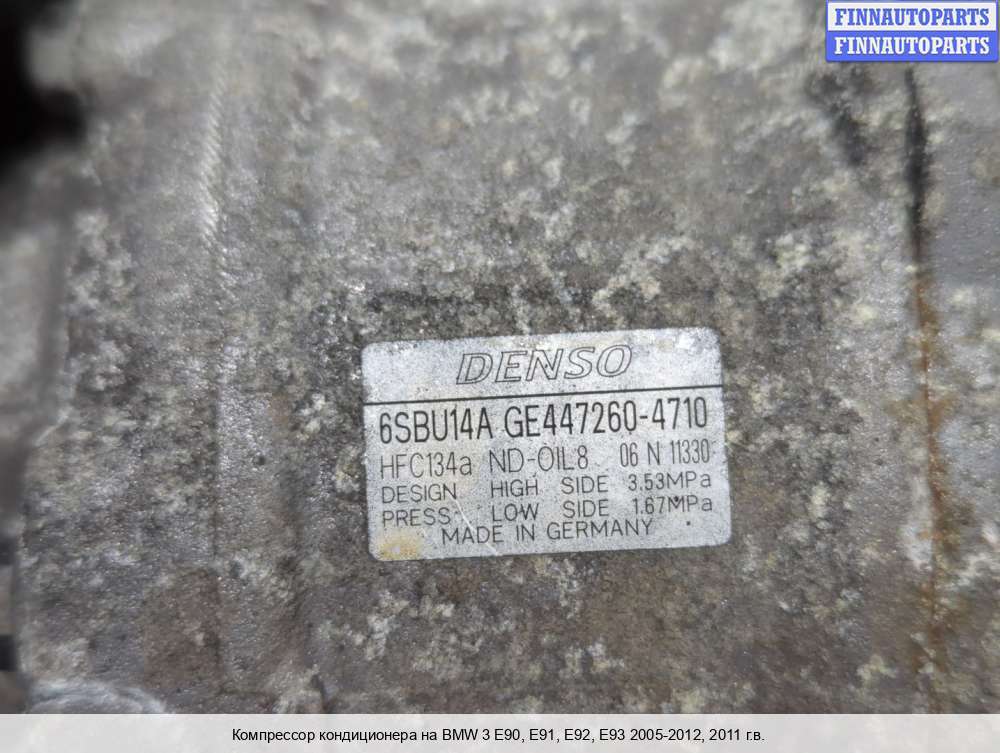 FINNAUTOPARTS
FINNAUTOPARTS
DENSO
6SBU14A GE447260-4710
HFC134a ND-OIL8 06 N 11330
DESIGN HIGH SIDE 3.53MPa
PRESS LOW SIDE 1.67MPa
MADE IN GERMANY
Компрессор кондиционера на BMW 3 E90, E91, E92, E93 2005-2012, 2011 г.в.